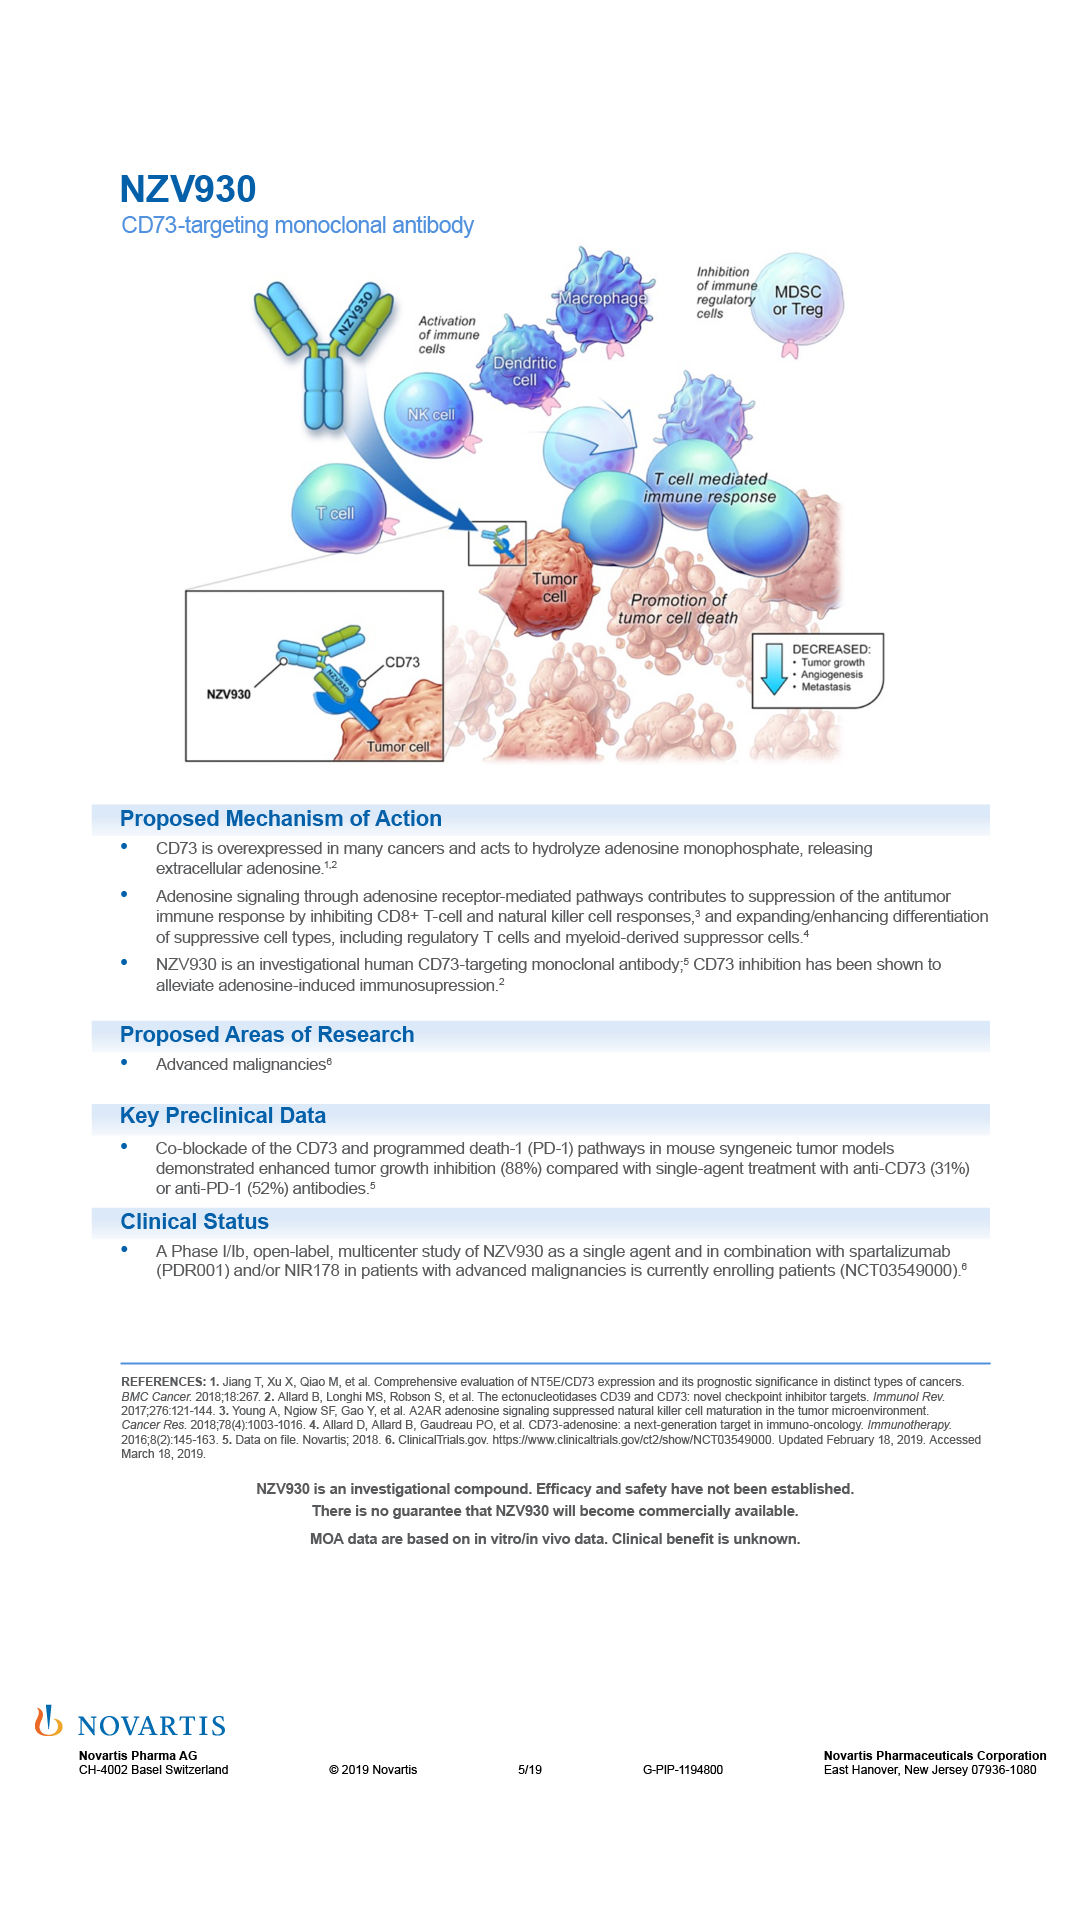 NZV930
CD73-targeting monoclonal antibody
NZV930
Activation
of immune
cells
Macrophage
Inhibition
of immune
regulatory
cells
MDSC
or Treg
Dendritic
cell
NK cell
T cell
T cell mediated
immune response
Tumor
cell
Promotion of
tumor cell death
DECREASED:
• Tumor growth
• Angiogenesis
• Metastasis
CD73
NZV930
NZV930
Tumor cell
Proposed Mechanism of Action
• CD73 is overexpressed in many cancers and acts to hydrolyze adenosine monophosphate, releasing
extracellular adenosine.1,2
• Adenosine signaling through adenosine receptor-mediated pathways contributes to suppression of the antitumor
immune response by inhibiting CD8+ T-cell and natural killer cell responses,3 and expanding/enhancing differentiation
of suppressive cell types, including regulatory T cells and myeloid-derived suppressor cells.4
• NZV930 is an investigational human CD73-targeting monoclonal antibody;5 CD73 inhibition has been shown to
alleviate adenosine-induced immunosupression.2
Proposed Areas of Research
• Advanced malignancies6
Key Preclinical Data
• Co-blockade of the CD73 and programmed death-1 (PD-1) pathways in mouse syngeneic tumor models
demonstrated enhanced tumor growth inhibition (88%) compared with single-agent treatment with anti-CD73 (31%)
or anti-PD-1 (52%) antibodies.5
Clinical Status
• A Phase I/Ib, open-label, multicenter study of NZV930 as a single agent and in combination with spartalizumab
(PDR001) and/or NIR178 in patients with advanced malignancies is currently enrolling patients (NCT03549000).6
REFERENCES: 1. Jiang T, Xu X, Qiao M, et al. Comprehensive evaluation of NT5E/CD73 expression and its prognostic significance in distinct types of cancers.
BMC Cancer. 2018;18:267. 2. Allard B, Longhi MS, Robson S, et al. The ectonucleotidases CD39 and CD73: novel checkpoint inhibitor targets. Immunol Rev.
2017;276:121-144. 3. Young A, Ngiow SF, Gao Y, et al. A2AR adenosine signaling suppressed natural killer cell maturation in the tumor microenvironment.
Cancer Res. 2018;78(4):1003-1016. 4. Allard D, Allard B, Gaudreau PO, et al. CD73-adenosine: a next-generation target in immuno-oncology. Immunotherapy.
2016;8(2):145-163. 5. Data on file. Novartis; 2018. 6. ClinicalTrials.gov. https://www.clinicaltrials.gov/ct2/show/NCT03549000. Updated February 18, 2019. Accessed
March 18, 2019.
NZV930 is an investigational compound. Efficacy and safety have not been established.
There is no guarantee that NZV930 will become commercially available.
MOA data are based on in vitro/in vivo data. Clinical benefit is unknown.
NOVARTIS
Novartis Pharma AG
CH-4002 Basel Switzerland
© 2019 Novartis
5/19
G-PIP-1194800
Novartis Pharmaceuticals Corporation
East Hanover, New Jersey 07936-1080